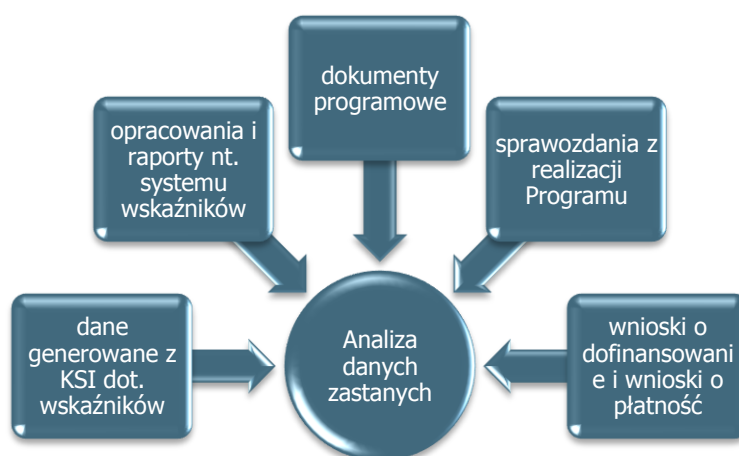 dokumenty
programowe
opracowania i
raporty nt.
systemu
wskaźników
sprawozdania z
realizacji
Programu
dane
generowane z
KSI dot.
wskaźników
Analiza
danych
zastanych
wnioski o
dofinansowani
e i wnioski o
płatność